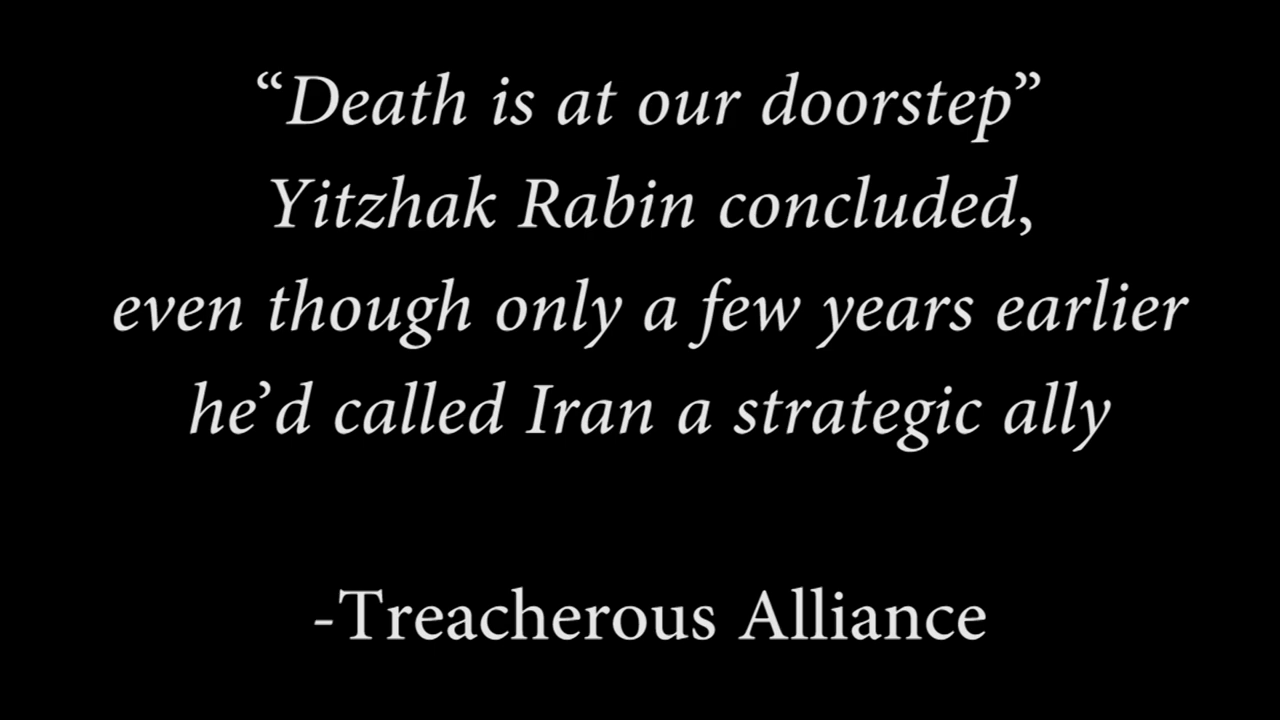 “Death is at our doorstep”
Yitzhak Rabin concluded,
even though only a few years earlier
he’d called Iran a strategic ally
-Treacherous Alliance